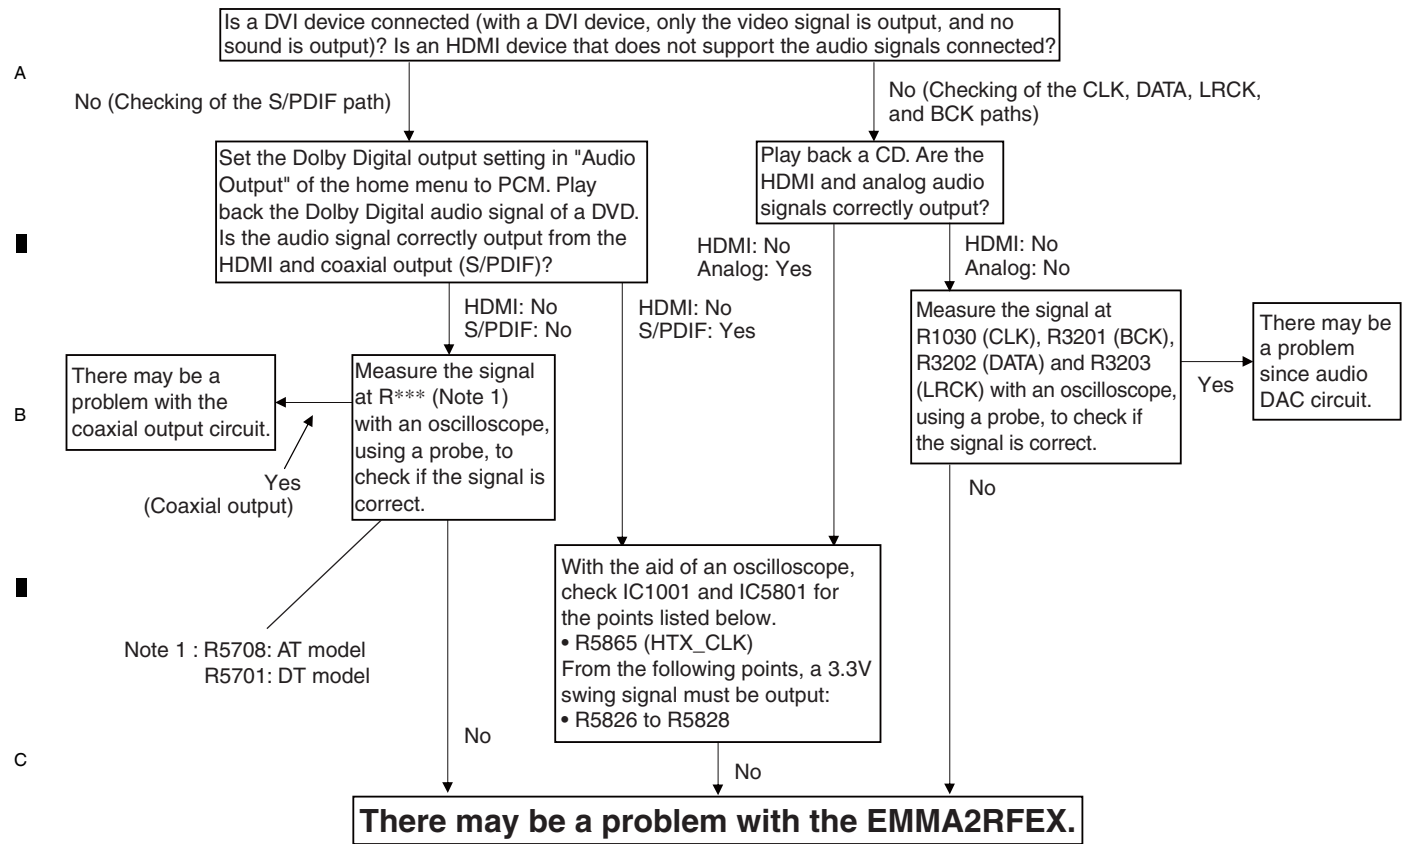 Is a DVI device connected (with a DVI device, only the video signal is output, and no
sound is output)? Is an HDMI device that does not support the audio signals connected?
A
No (Checking of the S/PDIF path)
No (Checking of the CLK, DATA, LRCK,
and BCK paths)
Set the Dolby Digital output setting in "Audio
Output" of the home menu to PCM. Play
back the Dolby Digital audio signal of a DVD.
Is the audio signal correctly output from the
HDMI and coaxial output (S/PDIF)?
Play back a CD. Are the
HDMI and analog audio
signals correctly output?
HDMI: No
Analog: Yes
HDMI: No
Analog: No
HDMI: No
S/PDIF: No
HDMI: No
S/PDIF: Yes
Measure the signal at
R1030 (CLK), R3201 (BCK),
R3202 (DATA) and R3203
(LRCK) with an oscilloscope,
using a probe, to check if
the signal is correct.
Yes
There may be
a problem
since audio
DAC circuit.
B
There may be a
problem with the
coaxial output circuit.
Measure the signal
at R*** (Note 1)
with an oscilloscope,
using a probe, to
check if the signal is
correct.
Yes
(Coaxial output)
No
With the aid of an oscilloscope,
check IC1001 and IC5801 for
the points listed below.
• R5865 (HTX_CLK)
From the following points, a 3.3V
swing signal must be output:
• R5826 to R5828
Note 1 : R5708: AT model
R5701: DT model
No
C
No
There may be a problem with the EMMA2RFEX.